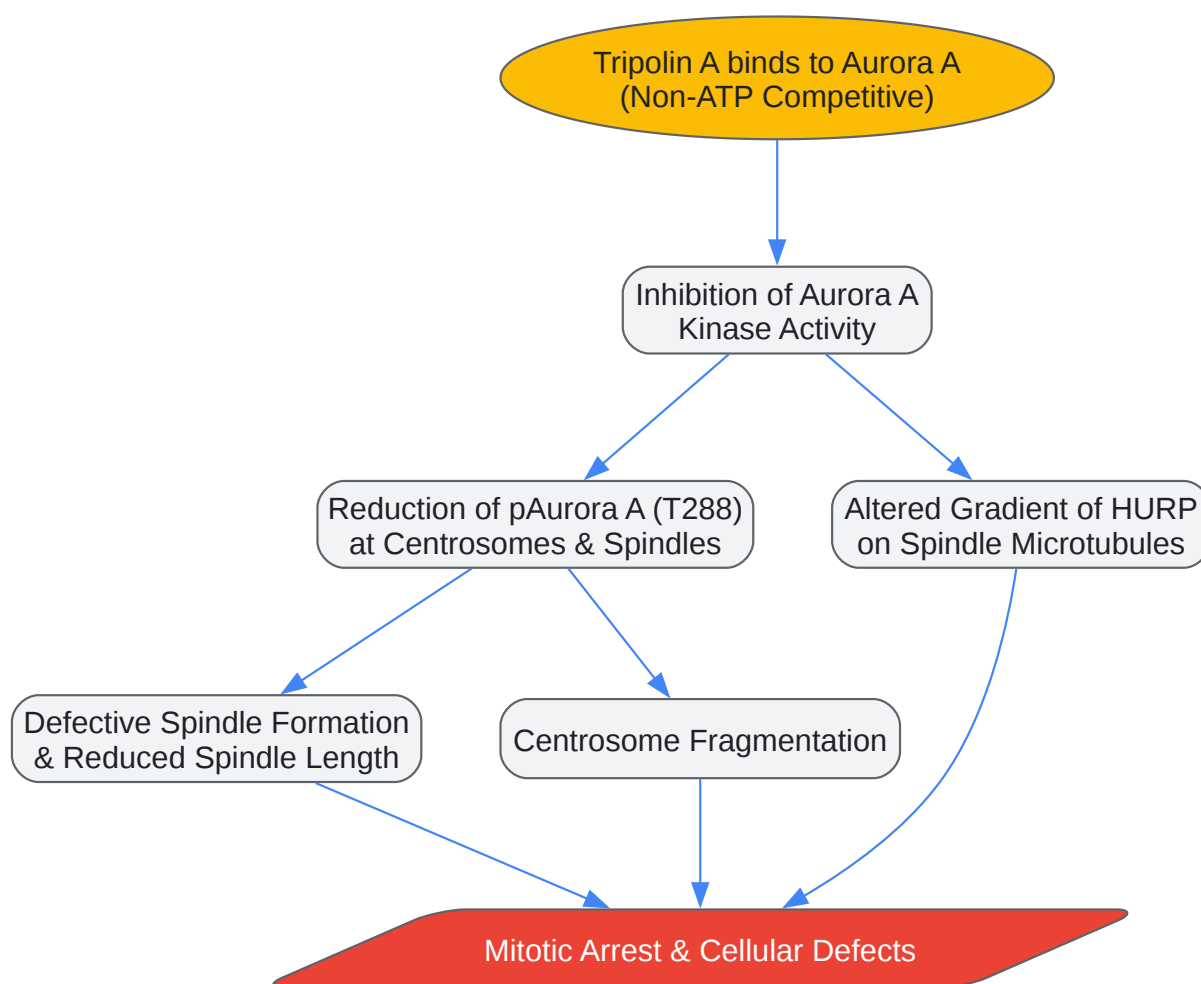 Tripolin A binds to Aurora A
(Non-ATP Competitive)
Inhibition of Aurora A
Kinase Activity
Reduction of pAurora A (T288)
at Centrosomes & Spindles
Altered Gradient of HURP
on Spindle Microtubules
Defective Spindle Formation
& Reduced Spindle Length
Centrosome Fragmentation
Mitotic Arrest & Cellular Defects